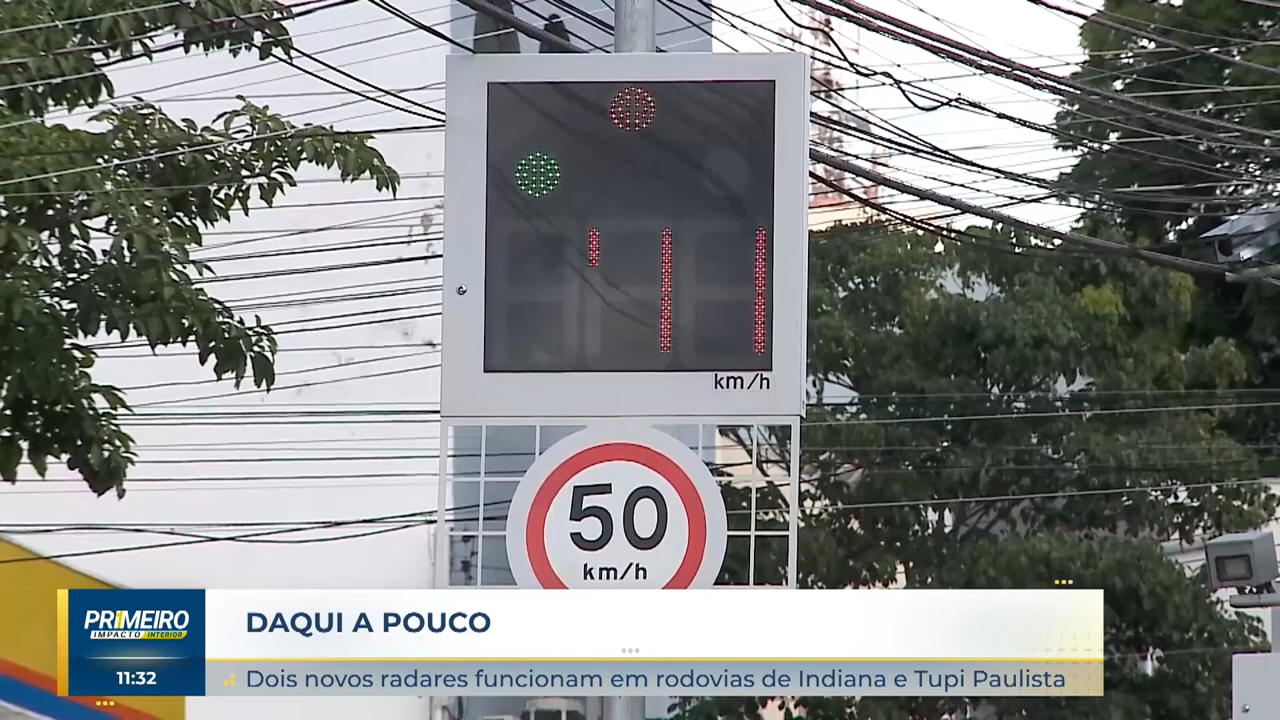 41
km/h
50
km/h
PRIMEIRO
IMPACTO INTERIOR
11:32
DAQUI A POUCO
Dois novos radares funcionam em rodovias de Indiana e Tupi Paulista